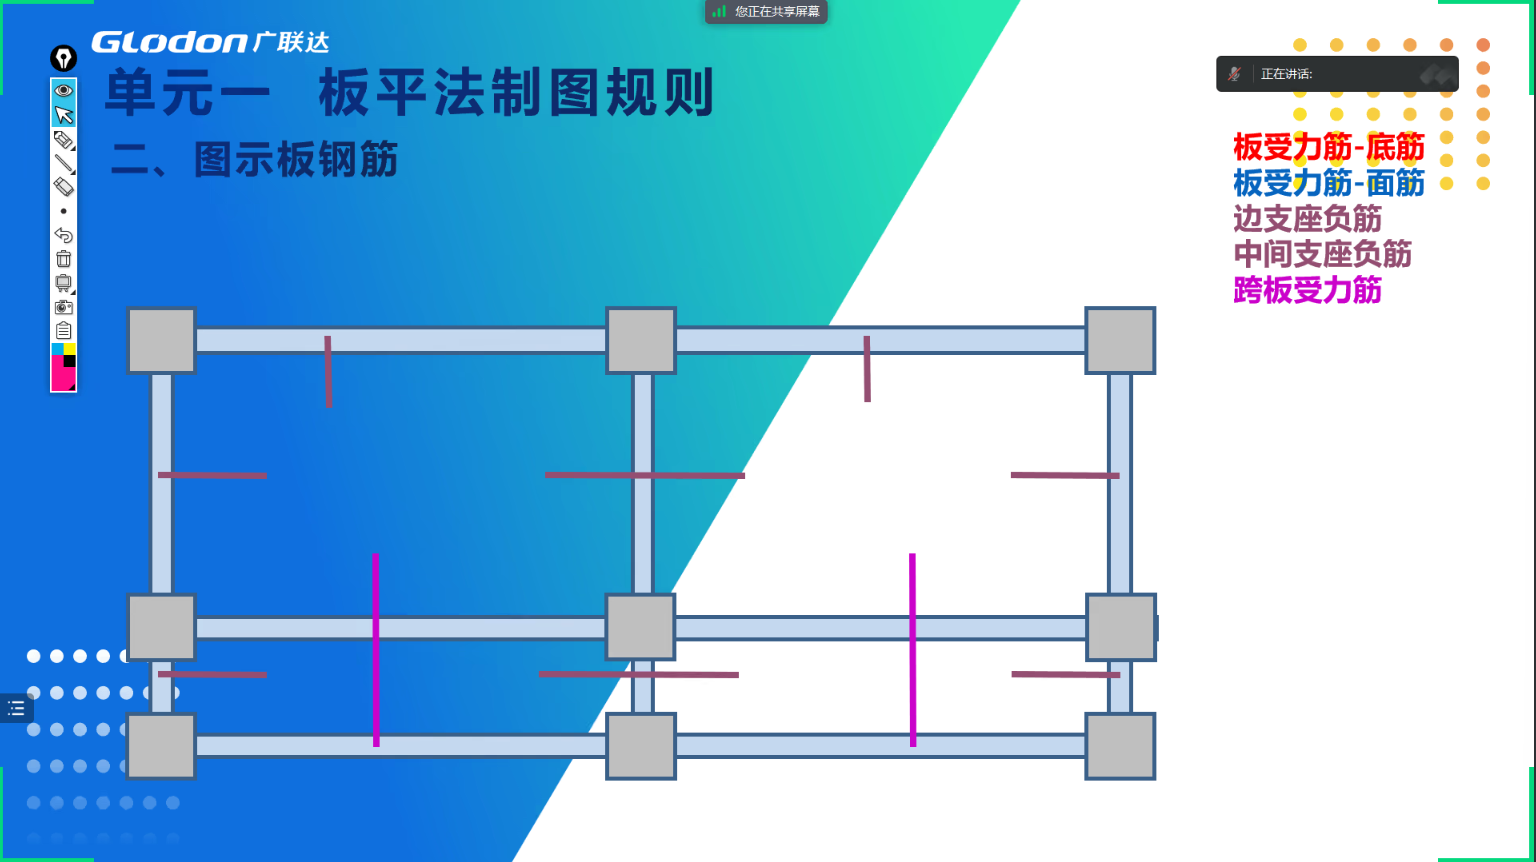 您正在共享屏幕
GLodon广联达
正在讲话:
单元一 板平法制图规则
二、图示板钢筋
板受力筋-底筋
板受力筋-面筋
边支座负筋
中间支座负筋
跨板受力筋